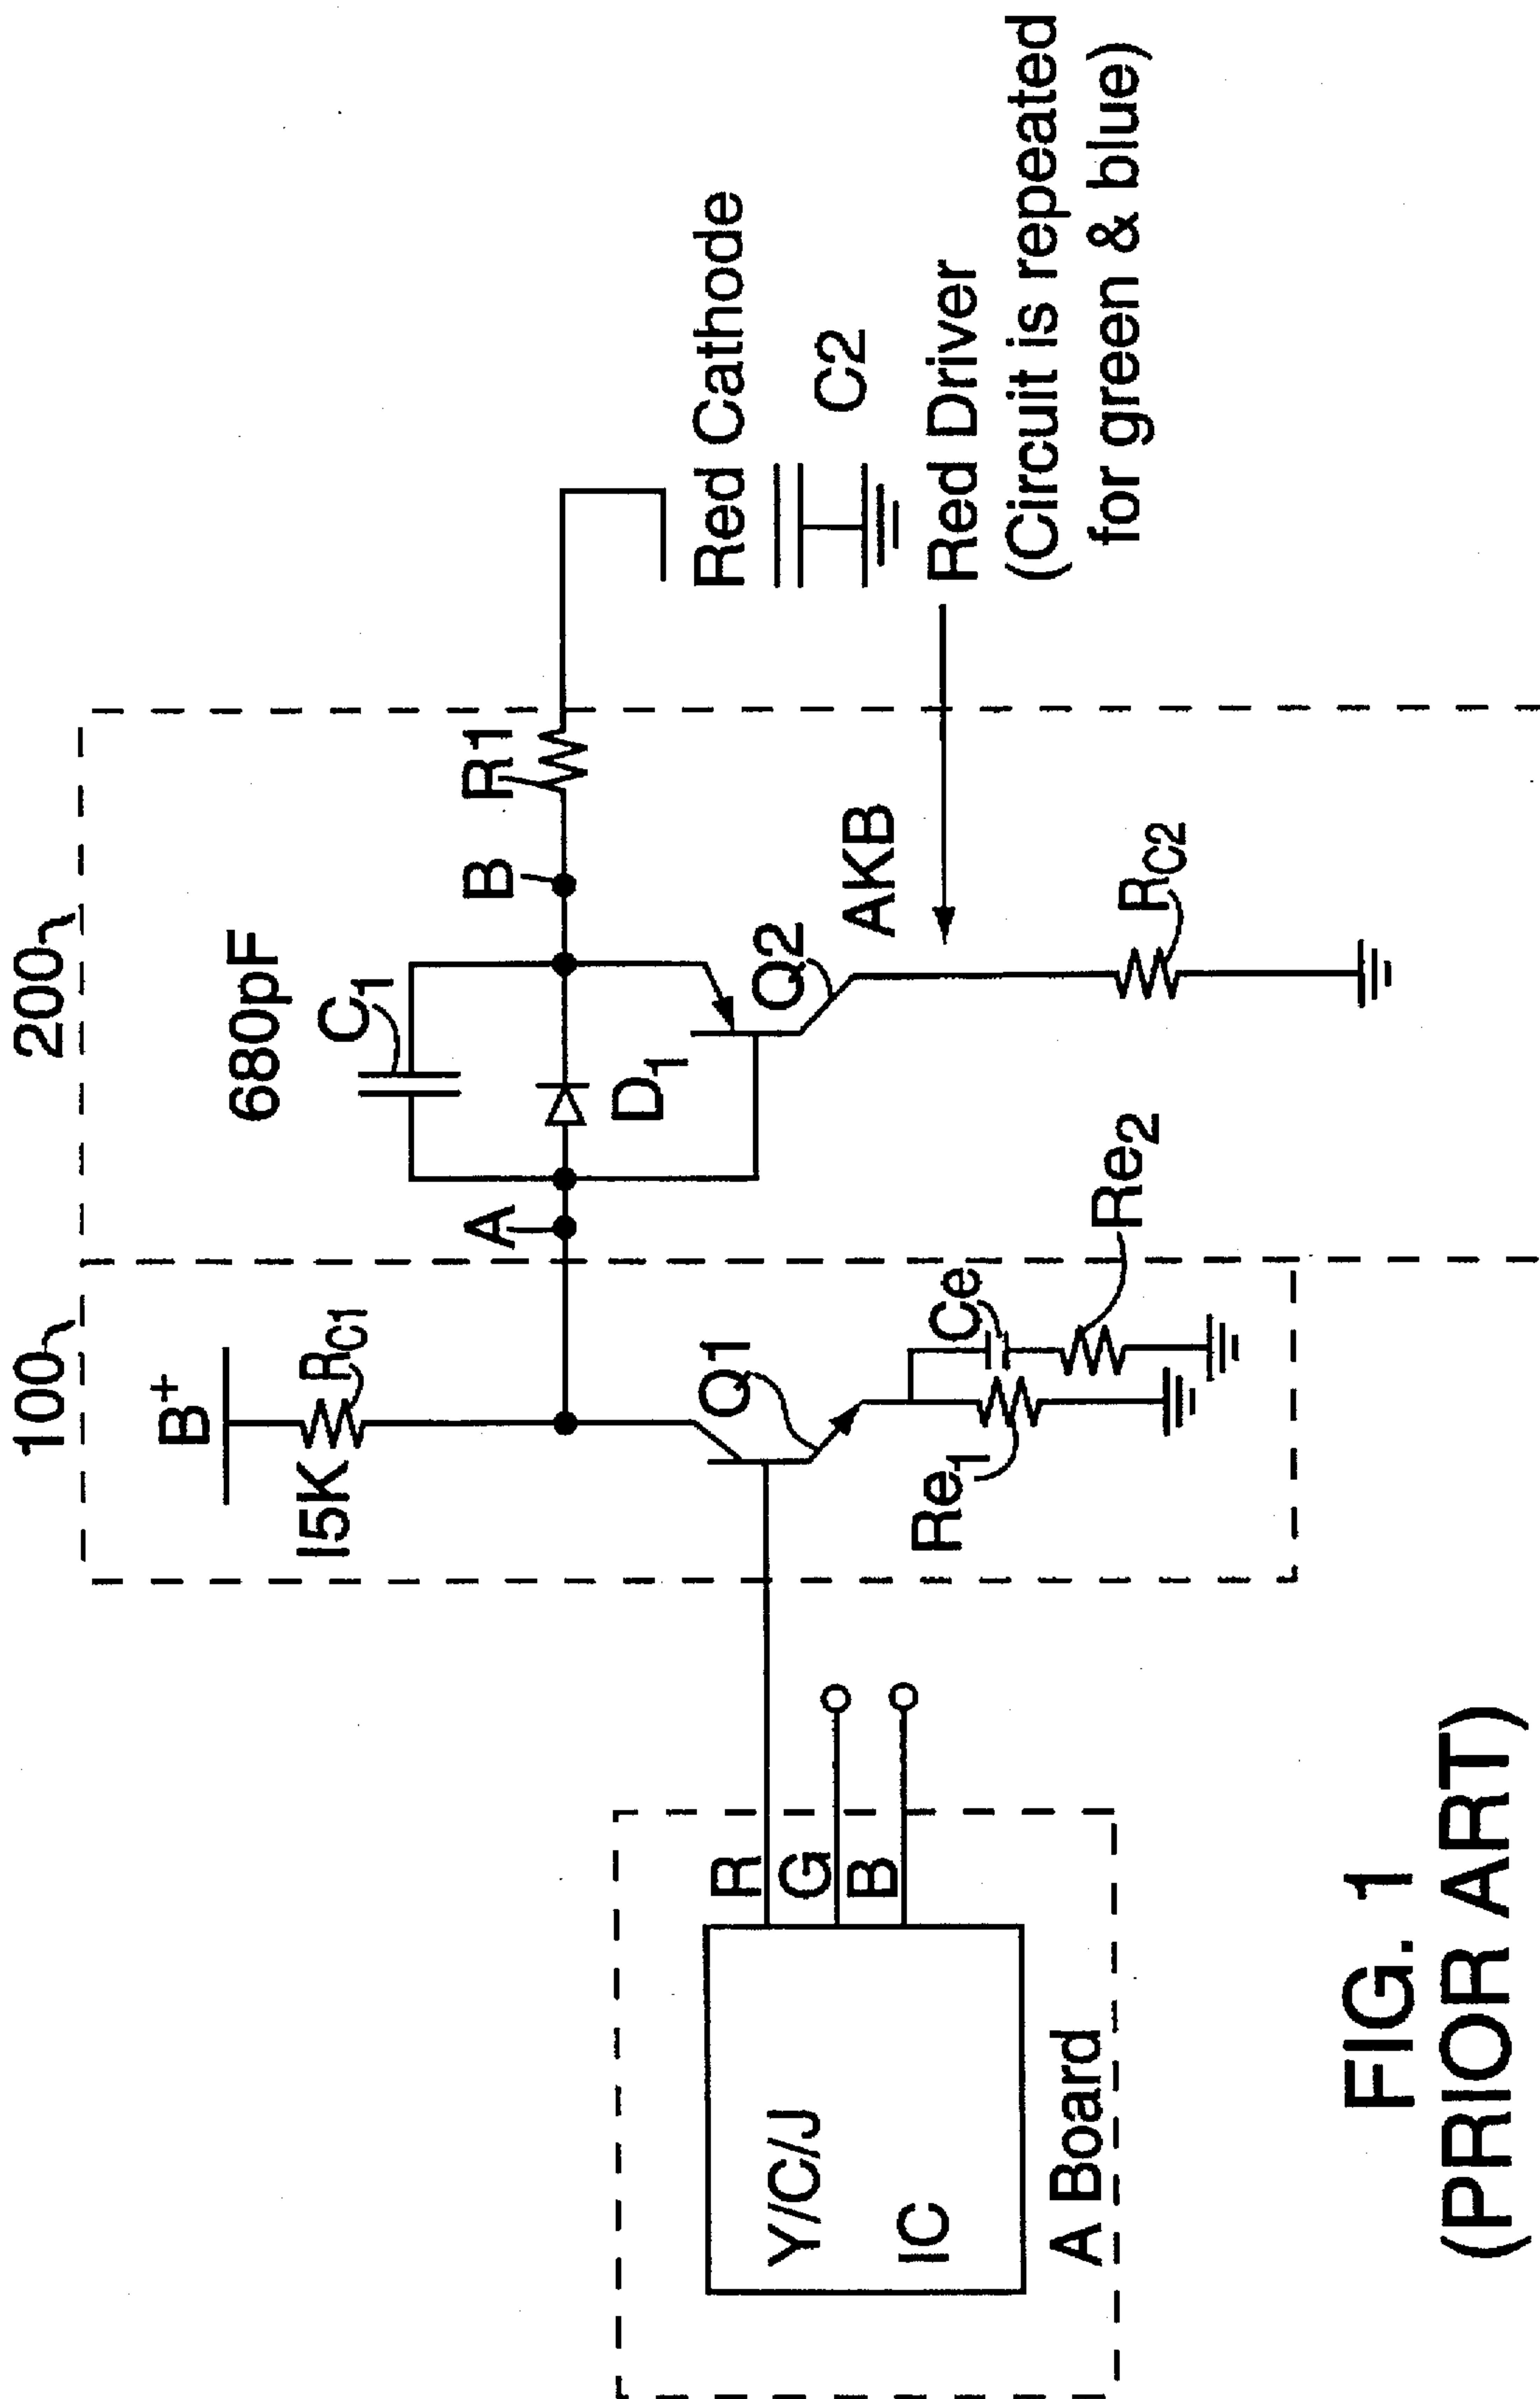 100
200
B+
15K
RC1
680pF
C1
A
B
R1
D1
Q1
Q2
Red Cathode
C2
R
G
B
Y/C/J
IC
A Board
Re1
Ce
Re2
AKB
RC2
Red Driver
(Circuit is repeated
for green & blue)
FIG. 1
(PRIOR ART)